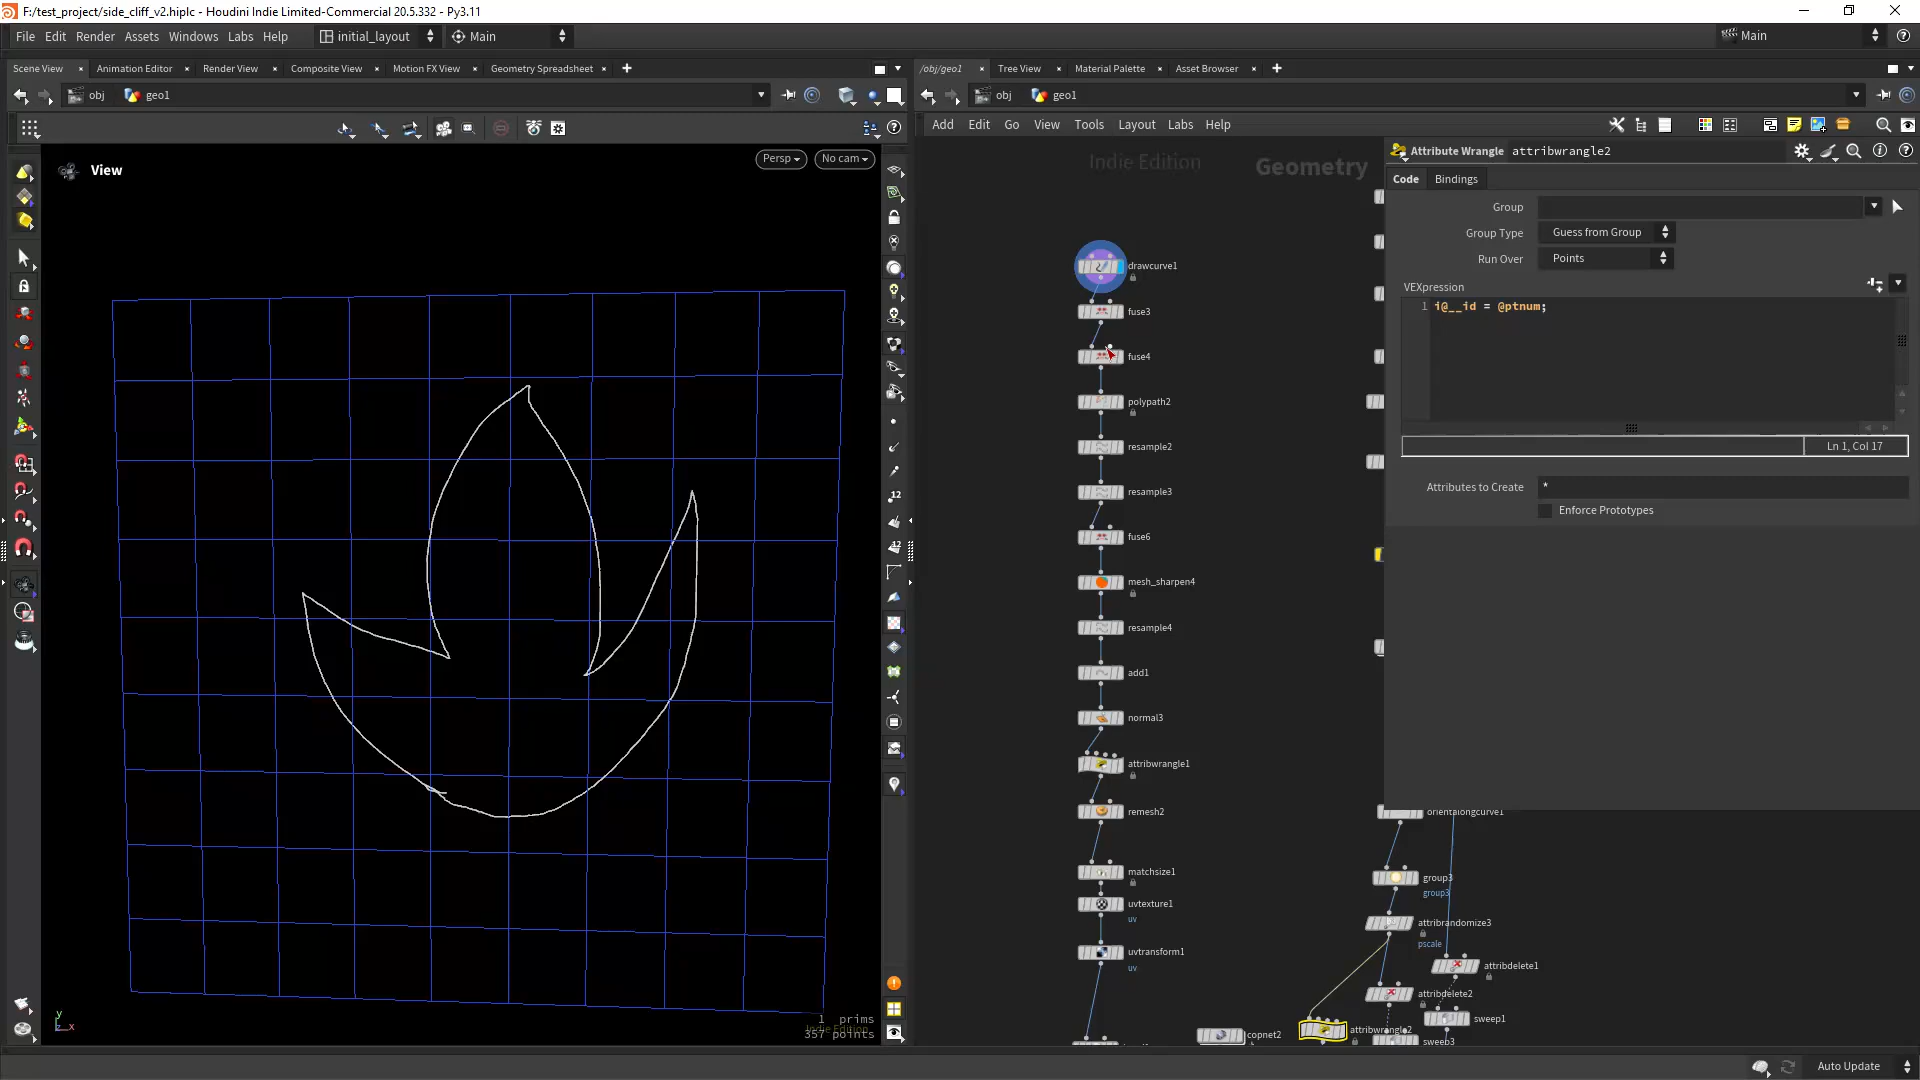 F:/test_project/side_cliff_v2.hiplc - Houdini Indie Limited-Commercial 20.5.332 - Py3.11
File Edit Render Assets Windows Labs Help initial_layout Main
Main
Scene View Animation Editor Render View Composite View Motion FX View Geometry Spreadsheet
/obj/geo1 Tree View Material Palette Asset Browser
obj geo1
obj geo1
Add Edit Go View Tools Layout Labs Help
View
Persp No cam
Indie Edition Geometry
Attribute Wrangle attribwrangle2
Code Bindings
Group
Group Type Guess from Group
Run Over Points
VEXpression
1 i@__id = @ptnum;
Ln 1, Col 17
Attributes to Create *
Enforce Prototypes
drawcurve1
fuse3
fuse4
polypath2
resample2
resample3
fuse6
mesh_sharpen4
resample4
add1
normal3
attribwrangle1
remesh2
matchsize1
uvtexture1
uv
uvtransform1
uv
orientalongcurve1
group3
group3
attribrandomize3
pscale
attribdelete1
attribdelete2
sweep1
copnet2
attribwrangle2
sweep3
12
12
y
z x
1 prims
Indie Edition
357 points
Auto Update